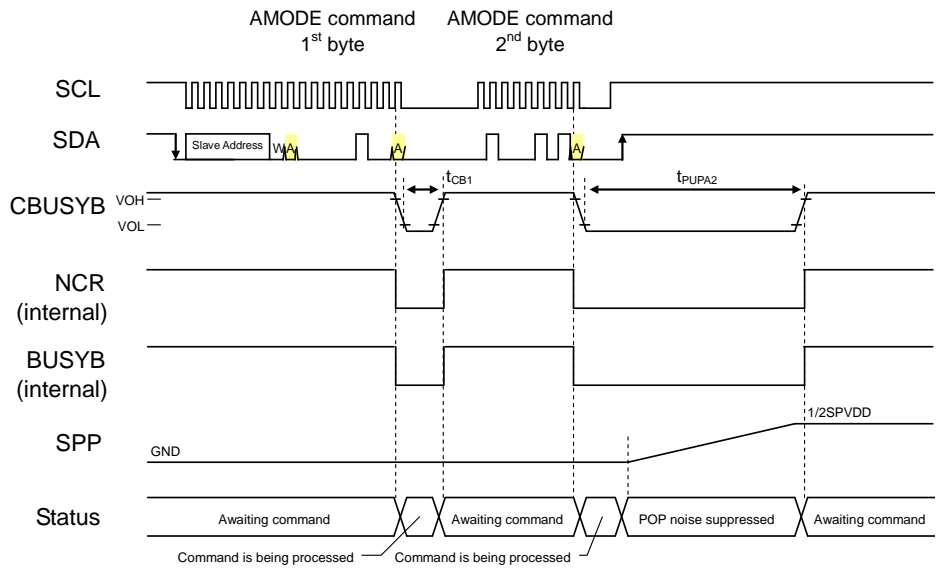 AMODE command
1st byte
AMODE command
2nd byte
SCL
SDA
Slave Address
W
A
A
A
CBUSYB
VOH
VOL
tCB1
tPUPA2
NCR
(internal)
BUSYB
(internal)
SPP
GND
1/2SPVDD
Status
Awaiting command
Awaiting command
POP noise suppressed
Awaiting command
Command is being processed
Command is being processed